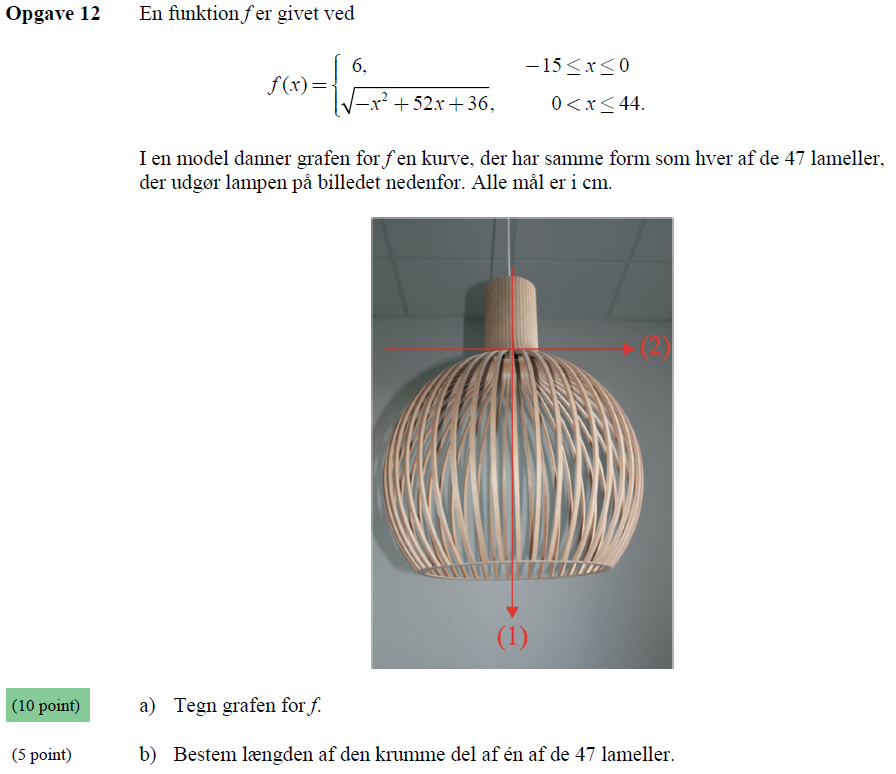 Opgave 12 En funktion f er givet ved
f(x) = { 6, −15 ≤ x ≤ 0
√(−x² + 52x + 36), 0 < x ≤ 44.
I en model danner grafen for f en kurve, der har samme form som hver af de 47 lameller,
der udgør lampen på billedet nedenfor. Alle mål er i cm.
(2)
(1)
(10 point) a) Tegn grafen for f.
(5 point) b) Bestem længden af den krumme del af én af de 47 lameller.